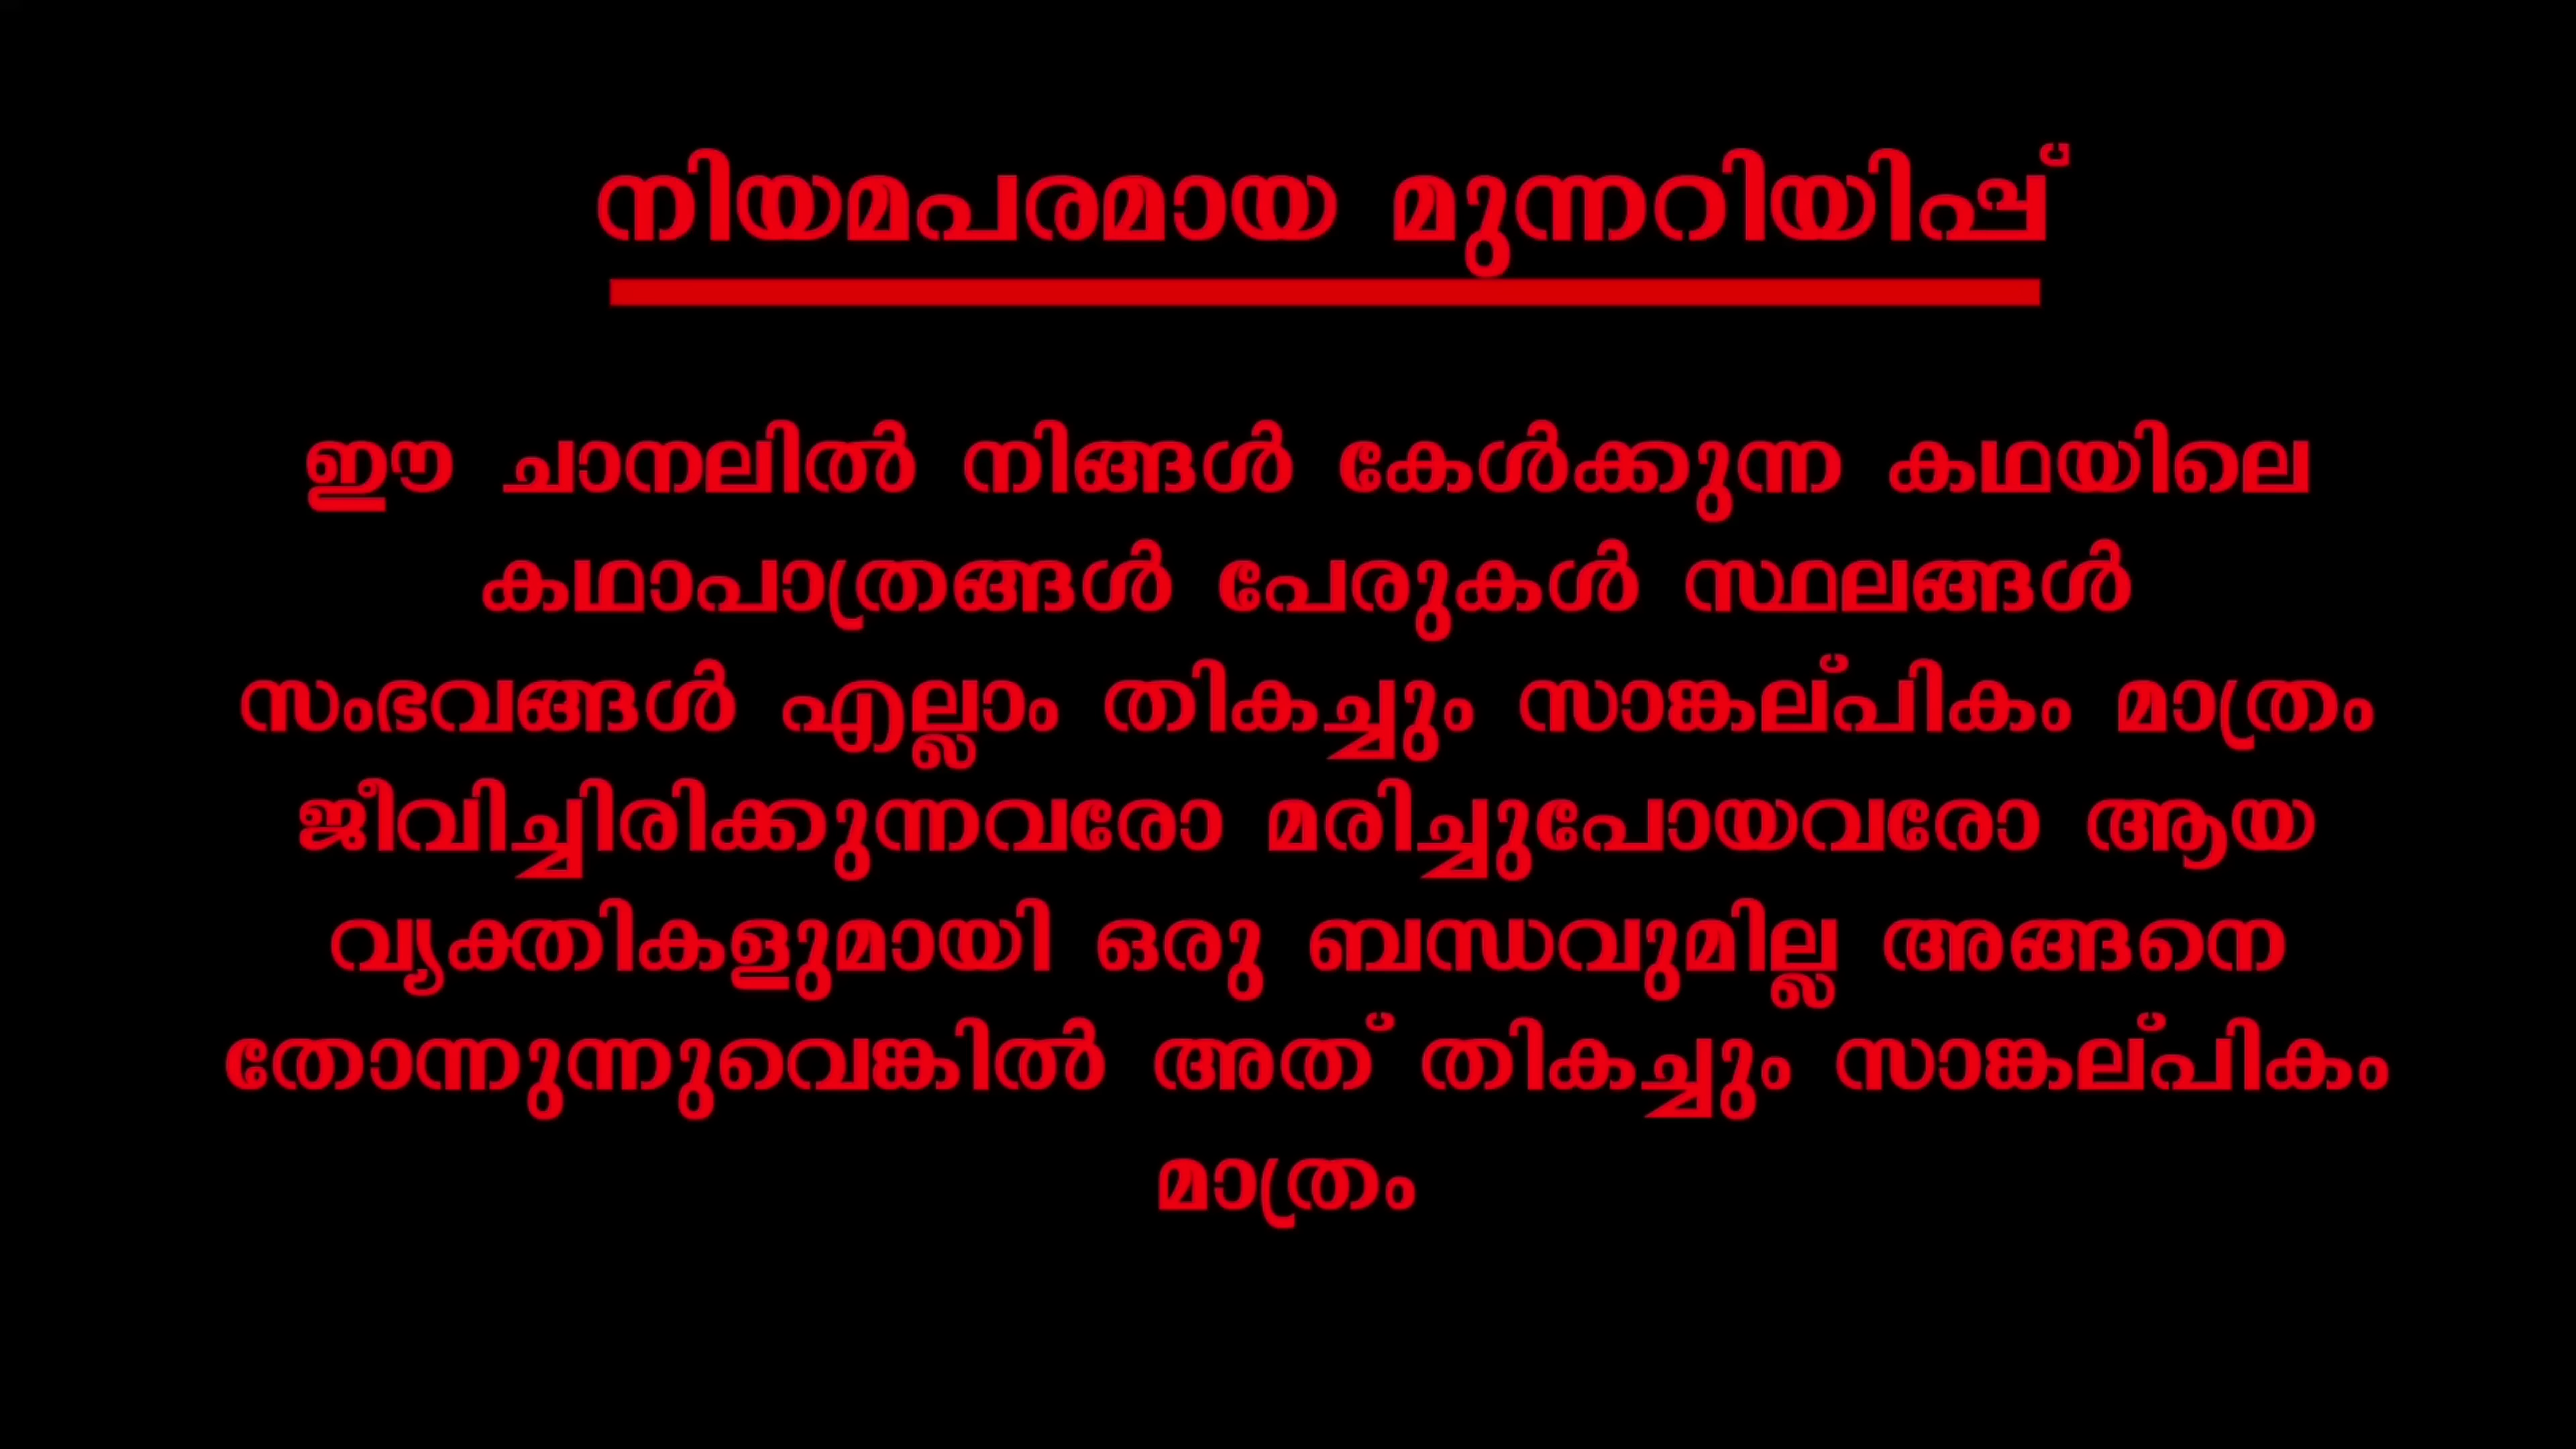 നിയമപരമായ മുന്നറിയിപ്പ്
ഈ ചാനലിൽ നിങ്ങൾ കേൾക്കുന്ന കഥയിലെ
കഥാപാത്രങ്ങൾ പേരുകൾ സ്ഥലങ്ങൾ
സംഭവങ്ങൾ എല്ലാം തികച്ചും സാങ്കല്പികം മാത്രം
ജീവിച്ചിരിക്കുന്നവരോ മരിച്ചുപോയവരോ ആയ
വ്യക്തികളുമായി ഒരു ബന്ധവുമില്ല അങ്ങനെ
തോന്നുന്നുവെങ്കിൽ അത് തികച്ചും സാങ്കല്പികം
മാത്രം